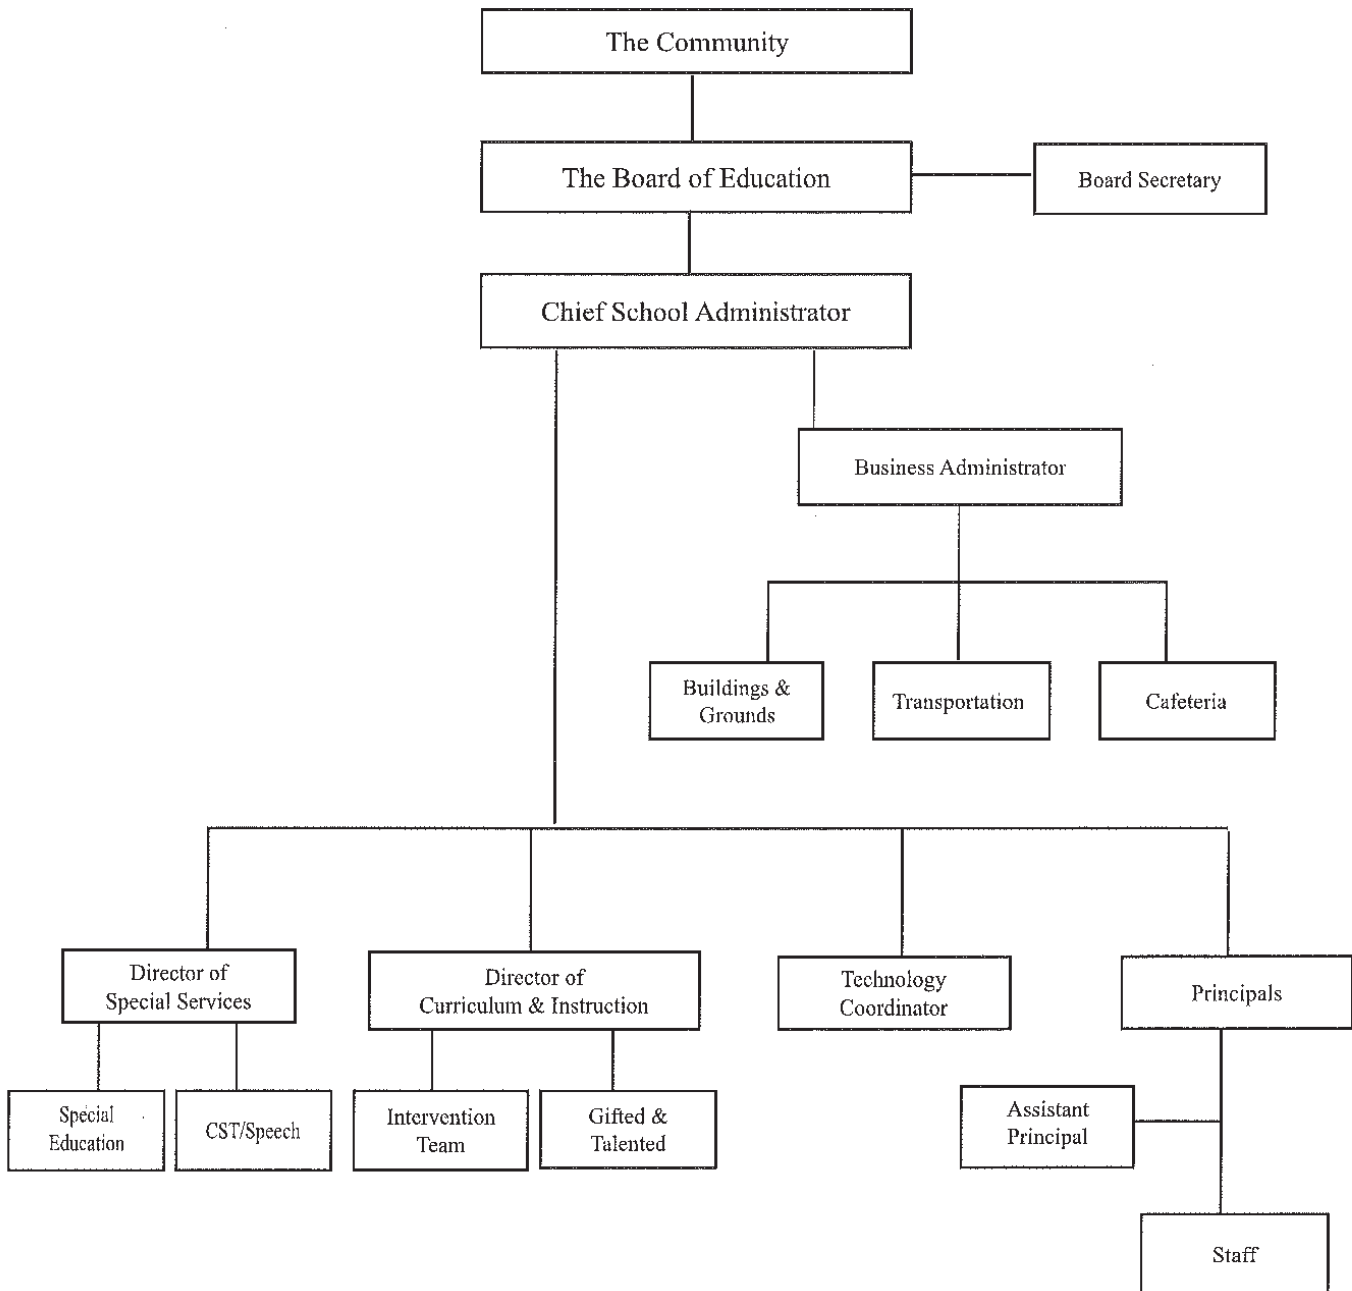 The Community
The Board of Education
Board Secretary
Chief School Administrator
Business Administrator
Buildings &
Grounds
Transportation
Cafeteria
Director of
Special Services
Director of
Curriculum & Instruction
Technology
Coordinator
Principals
Special
Education
CST/Speech
Intervention
Team
Gifted &
Talented
Assistant
Principal
Staff